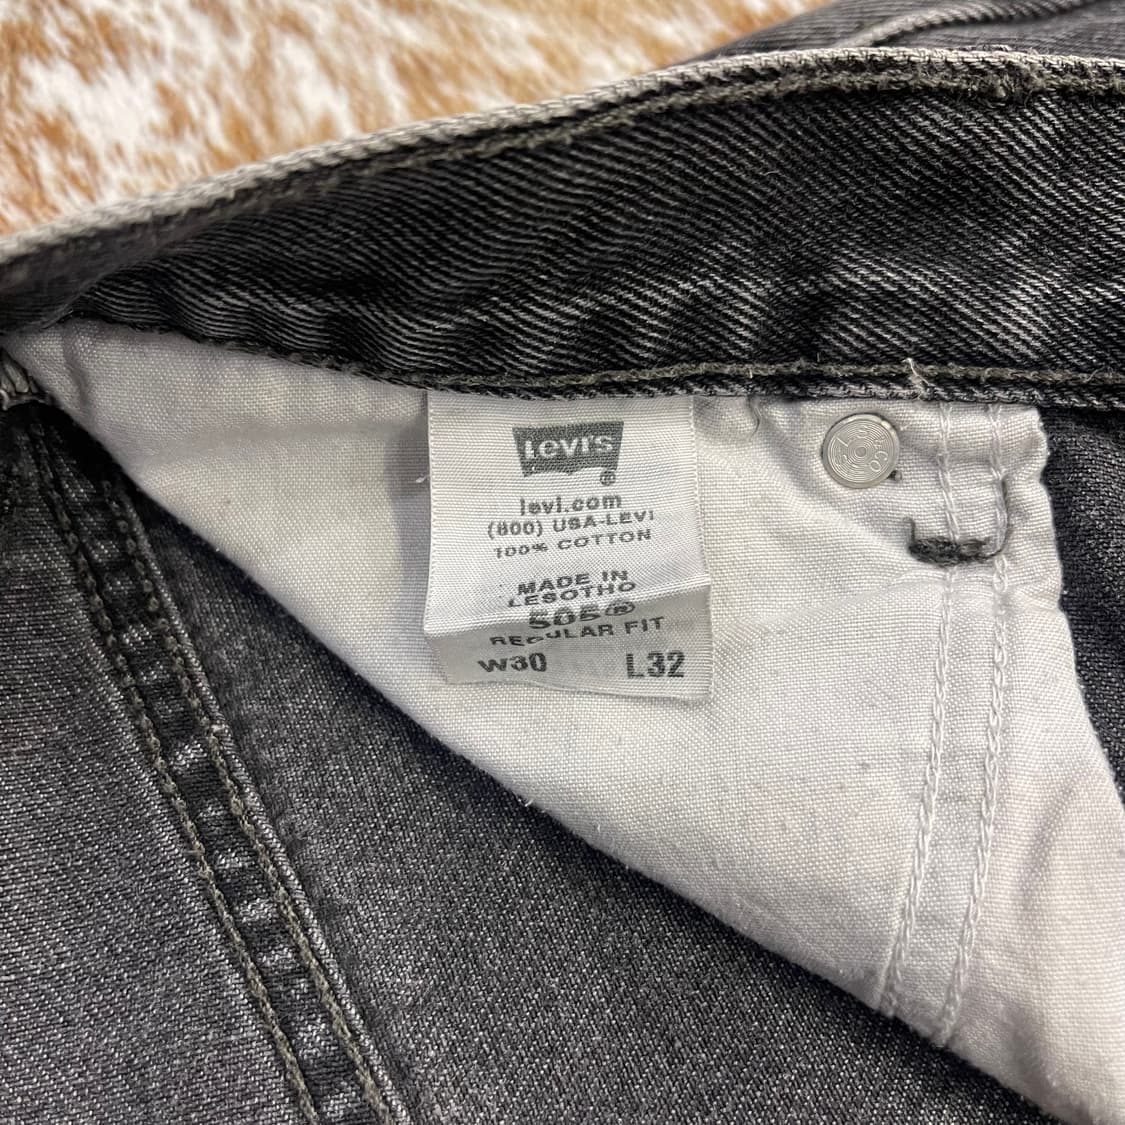 Levi's
®
levi.com
(800) USA-LEVI
100% COTTON
MADE IN
LESOTHO
505®
REGULAR FIT
W30 L32